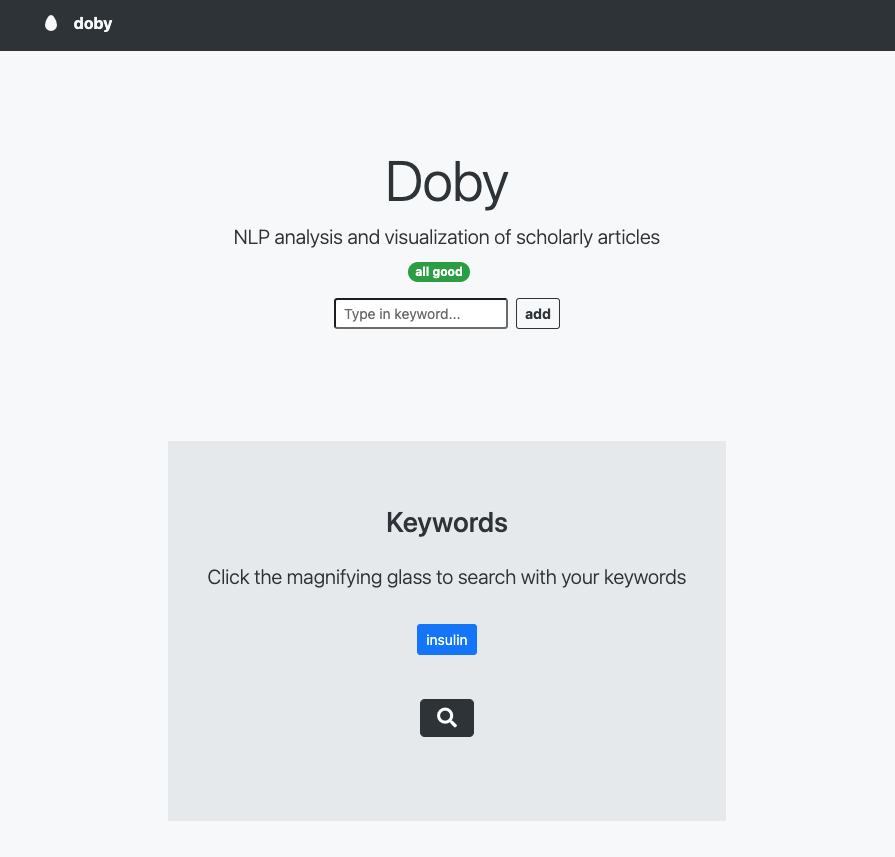 doby
Doby
NLP analysis and visualization of scholarly articles
all good
Type in keyword...
add
Keywords
Click the magnifying glass to search with your keywords
insulin